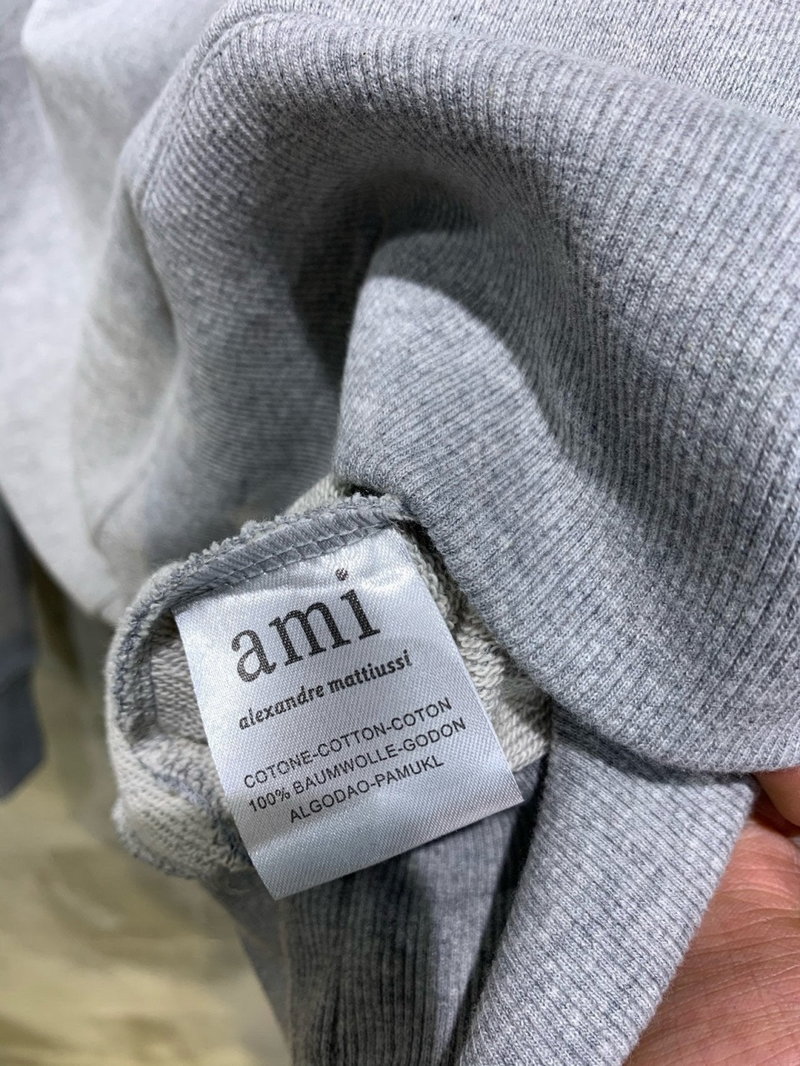 ami
alexandre mattiussi
COTONE-COTTON-COTON
100% BAUMWOLLE-GODON
ALGODAO-PAMUKL